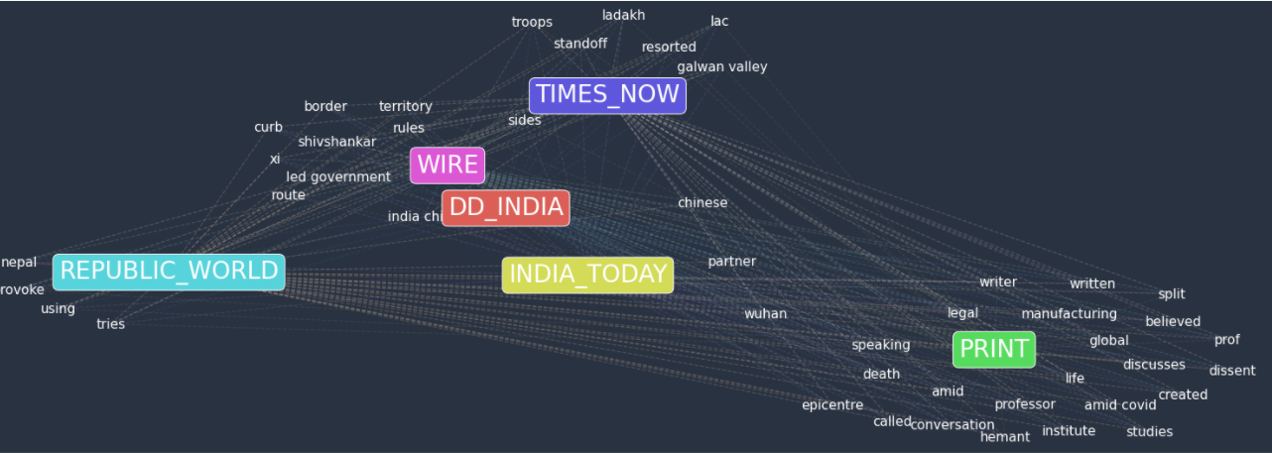 ladakh
troops
lac
standoff
resorted
galwan valley
TIMES_NOW
border
territory
sides
curb
rules
shivshankar
xi
WIRE
led government
route
DD_INDIA
chinese
india chi
nepal
REPUBLIC_WORLD
INDIA_TODAY
partner
rovoke
using
tries
wuhan
writer
written
split
legal
manufacturing
believed
speaking
PRINT
global
prof
death
life
discusses
dissent
amid
created
epicentre
professor
amid covid
called
conversation
hemant
institute
studies